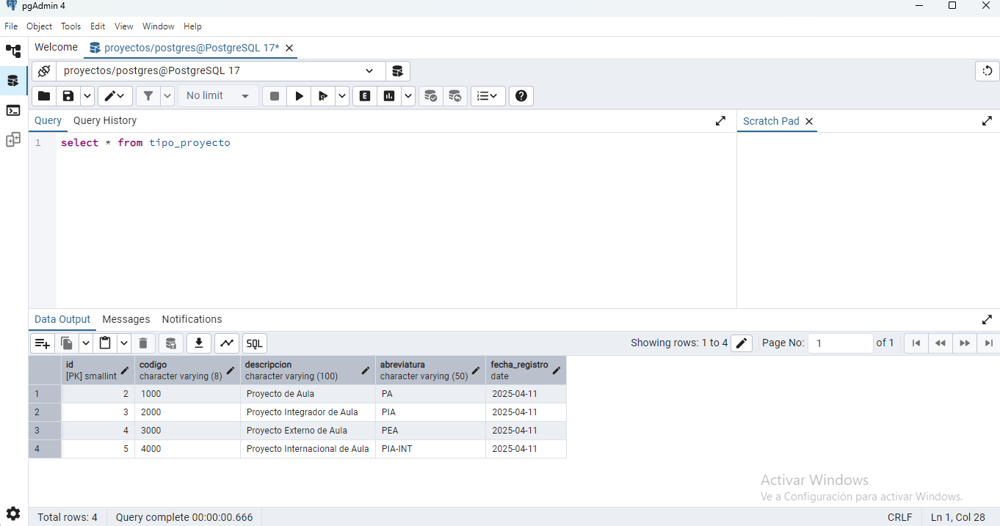 pgAdmin 4
File Object Tools Edit View Window Help
Welcome proyectos/postgres@PostgreSQL 17*
proyectos/postgres@PostgreSQL 17
No limit E
Query Query History Scratch Pad
1 select * from tipo_proyecto
Data Output Messages Notifications
SQL Showing rows: 1 to 4 Page No: 1 of 1
id codigo descripcion abreviatura fecha_registro
[PK] smallint character varying (8) character varying (100) character varying (50) date
1 2 1000 Proyecto de Aula PA 2025-04-11
2 3 2000 Proyecto Integrador de Aula PIA 2025-04-11
3 4 3000 Proyecto Externo de Aula PEA 2025-04-11
4 5 4000 Proyecto Internacional de Aula PIA-INT 2025-04-11
Activar Windows
Ve a Configuración para activar Windows.
Total rows: 4 Query complete 00:00:00.666 CRLF Ln 1, Col 28